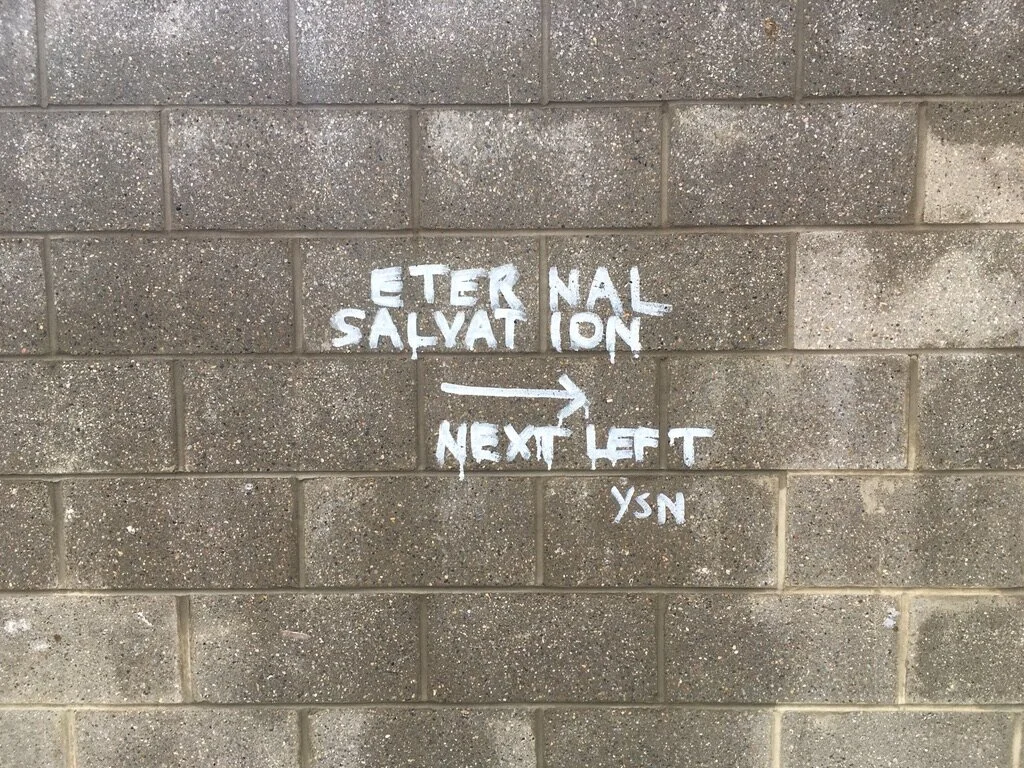 ETERNAL
SALVATION
→
NEXT LEFT
YSN